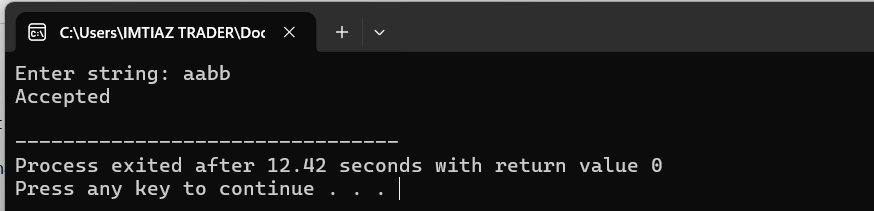 C:\Users\IMTIAZ TRADER\Doc
Enter string: aabb
Accepted
--------------------------------
Process exited after 12.42 seconds with return value 0
Press any key to continue . . .